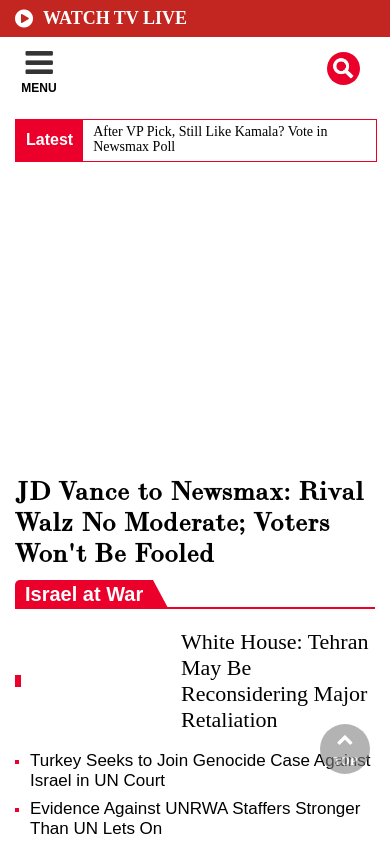 WATCH TV LIVE
MENU
Latest
After VP Pick, Still Like Kamala? Vote in
Newsmax Poll
JD Vance to Newsmax: Rival
Walz No Moderate; Voters
Won't Be Fooled
Israel at War
White House: Tehran
May Be
Reconsidering Major
Retaliation
Turkey Seeks to Join Genocide Case Against
Israel in UN Court
Evidence Against UNRWA Staffers Stronger
Than UN Lets On